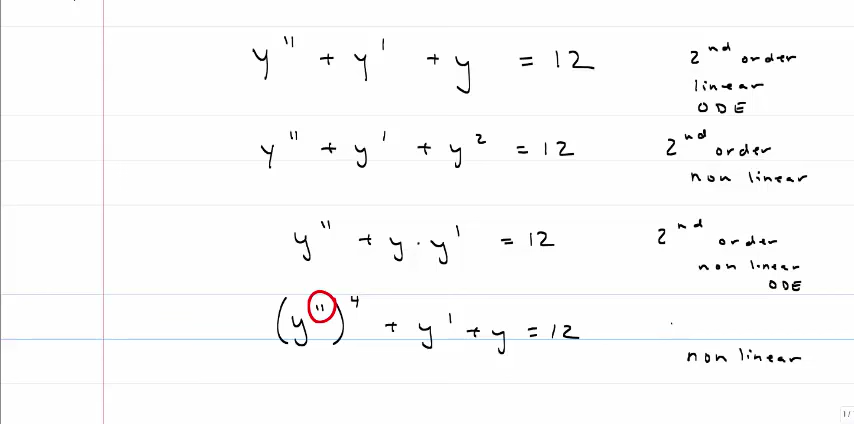 y'' + y' + y = 12 2nd order
linear
ODE
y'' + y' + y² = 12 2nd order
non linear
y'' + y · y' = 12 2nd order
non linear
ODE
(y'')⁴ + y' + y = 12
non linear